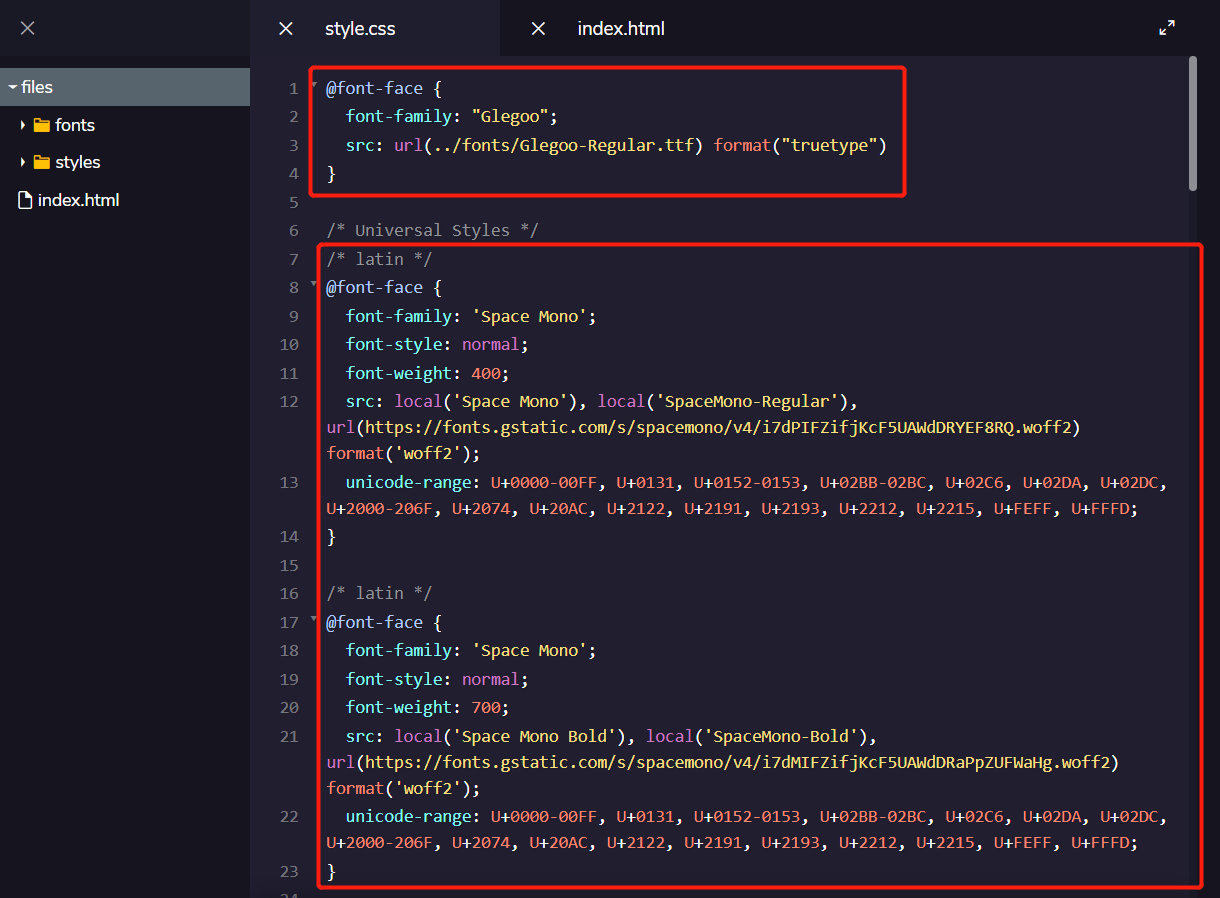 style.css
index.html
files
fonts
styles
index.html
1 @font-face {
2 font-family: "Glegoo";
3 src: url(../fonts/Glegoo-Regular.ttf) format("truetype")
4 }
5
6 /* Universal Styles */
7 /* latin */
8 @font-face {
9 font-family: 'Space Mono';
10 font-style: normal;
11 font-weight: 400;
12 src: local('Space Mono'), local('SpaceMono-Regular'),
url(https://fonts.gstatic.com/s/spacemono/v4/i7dPIFZifjKcF5UAWdDRYEF8RQ.woff2)
format('woff2');
13 unicode-range: U+0000-00FF, U+0131, U+0152-0153, U+02BB-02BC, U+02C6, U+02DA, U+02DC,
U+2000-206F, U+2074, U+20AC, U+2122, U+2191, U+2193, U+2212, U+2215, U+FEFF, U+FFFD;
14 }
15
16 /* latin */
17 @font-face {
18 font-family: 'Space Mono';
19 font-style: normal;
20 font-weight: 700;
21 src: local('Space Mono Bold'), local('SpaceMono-Bold'),
url(https://fonts.gstatic.com/s/spacemono/v4/i7dMIFZifjKcF5UAWdDRaPpZUFWaHg.woff2)
format('woff2');
22 unicode-range: U+0000-00FF, U+0131, U+0152-0153, U+02BB-02BC, U+02C6, U+02DA, U+02DC,
U+2000-206F, U+2074, U+20AC, U+2122, U+2191, U+2193, U+2212, U+2215, U+FEFF, U+FFFD;
23 }